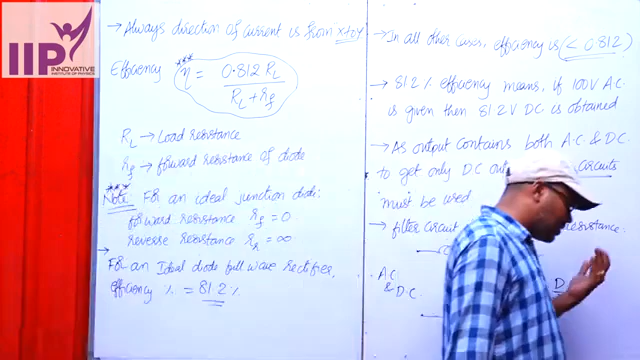 IIP
INNOVATIVE
INSTITUTE OF PHYSICS
→ Always direction of current is from x to y
Efficiency *** η = 0.812 RL
RL + rf
RL → Load resistance
rf → forward resistance of diode
***
Note: For an ideal junction diode:
forward resistance rf = 0
reverse resistance rr = ∞
→
For an Ideal diode full wave rectifier,
efficiency % = 81.2 %
→ In all other cases, efficiency is (< 0.812)
→ 81.2 % efficiency means, if 100V A.C.
is given then 81.2 V D.C. is obtained
→ As output contains both A.C. & D.C.
to get only D.C circuits
must be used
→ filter circuit resistance.
A.C.
& D.C.
D